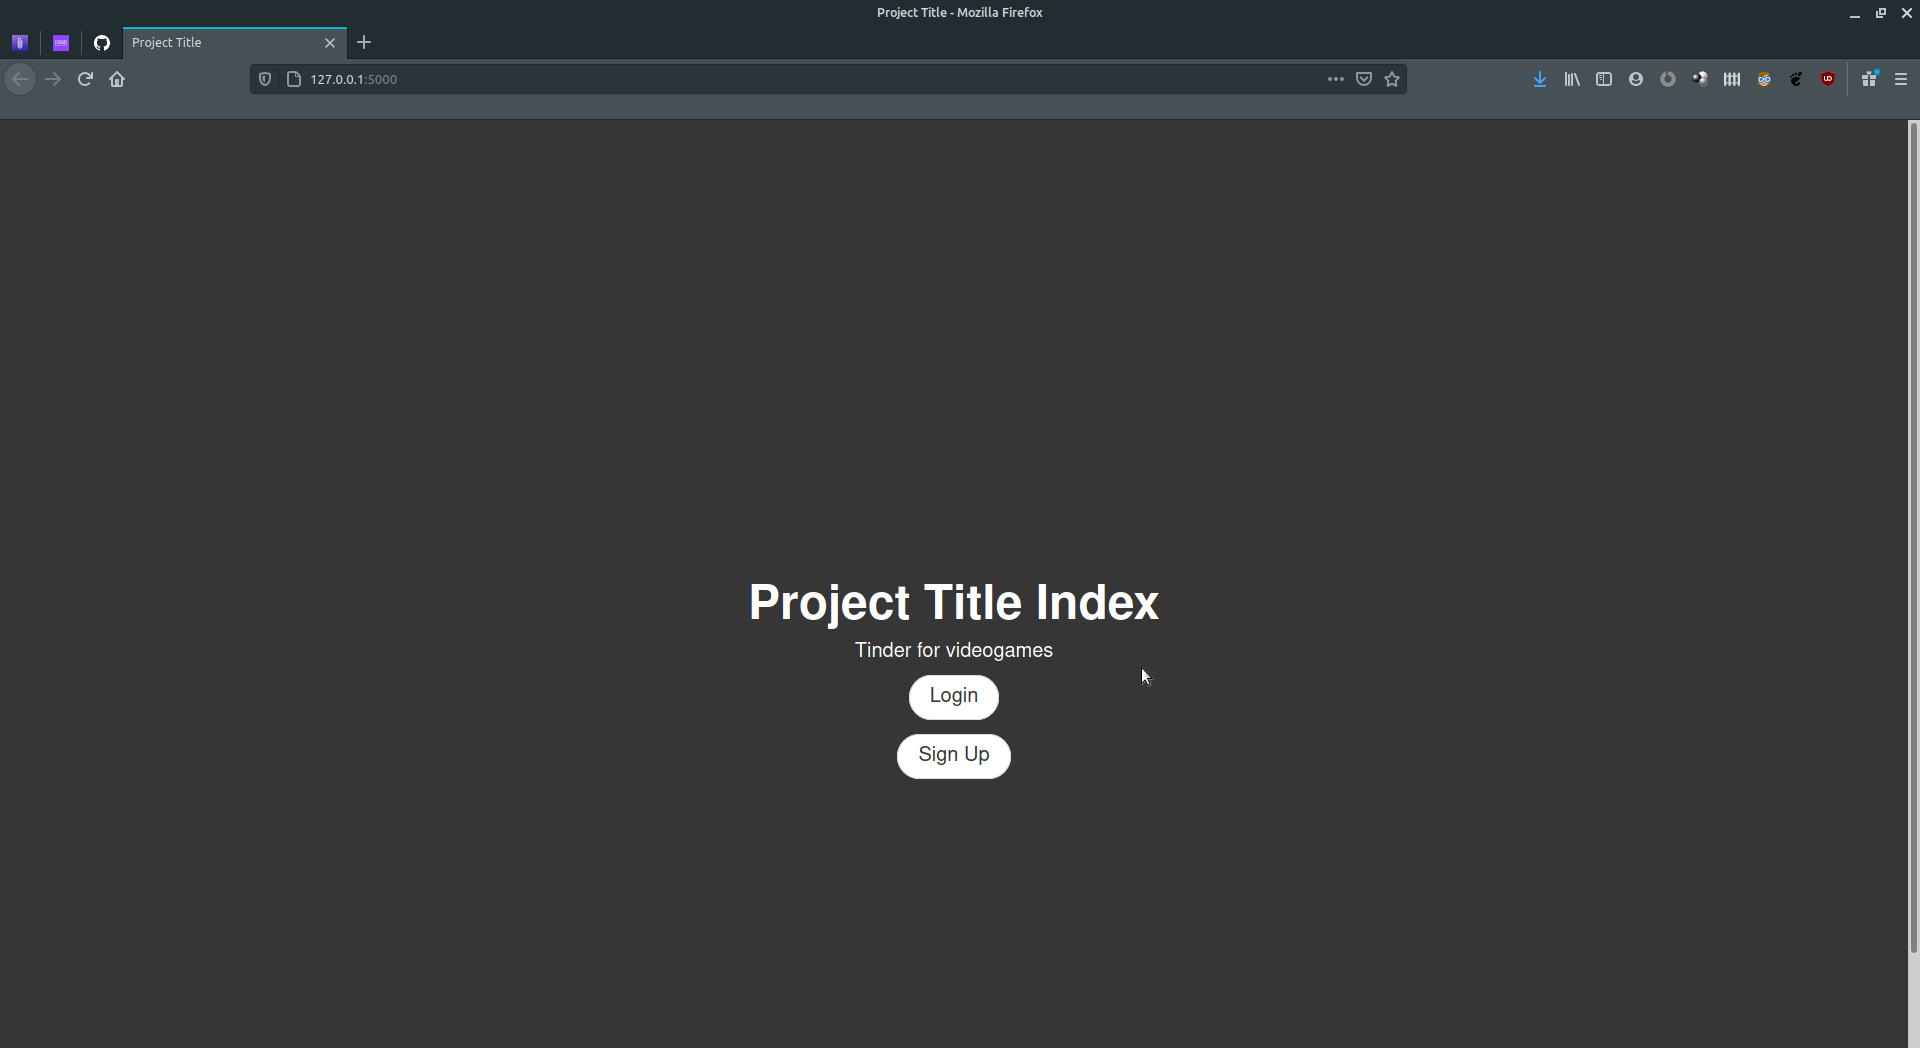 Project Title - Mozilla Firefox
Project Title
127.0.0.1:5000
Project Title Index
Tinder for videogames
Login
Sign Up